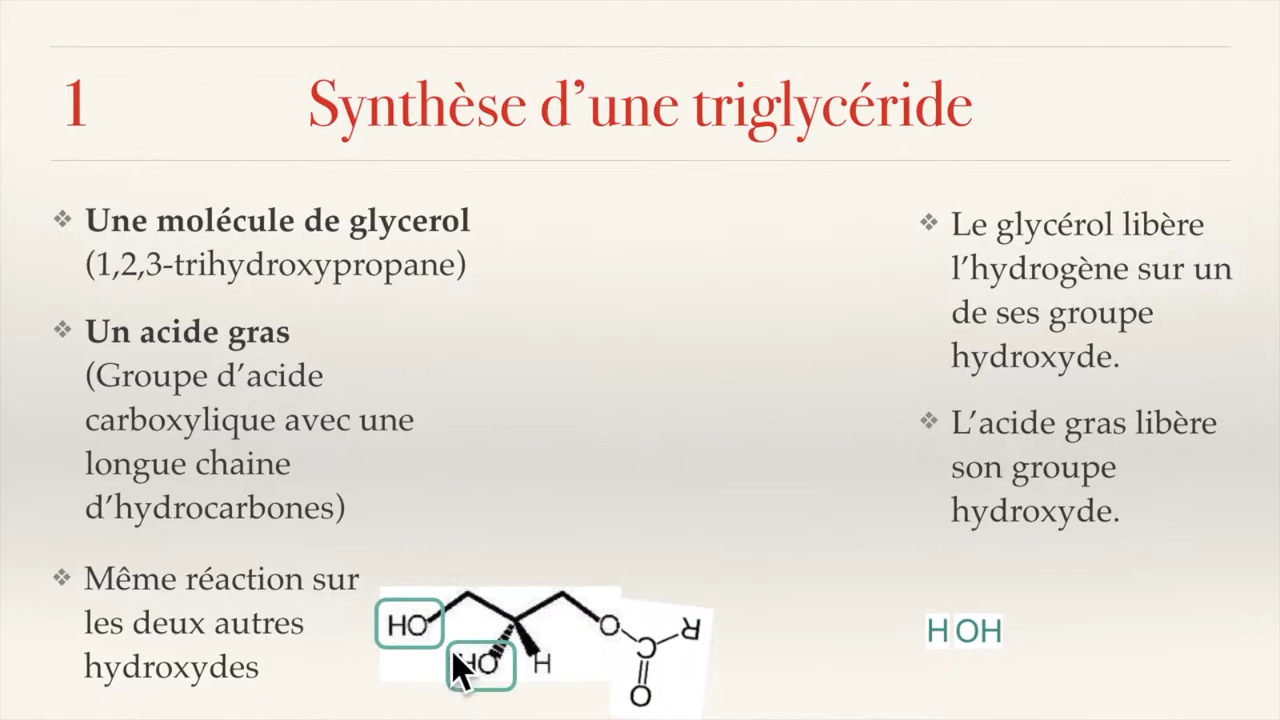 1
Synthèse d’une triglycéride
Une molécule de glycerol
(1,2,3-trihydroxypropane)
Un acide gras
(Groupe d’acide
carboxylique avec une
longue chaine
d’hydrocarbones)
Même réaction sur
les deux autres
hydroxydes
HO
HO
H
O
C
R
O
Le glycérol libère
l’hydrogène sur un
de ses groupe
hydroxyde.
L’acide gras libère
son groupe
hydroxyde.
H OH